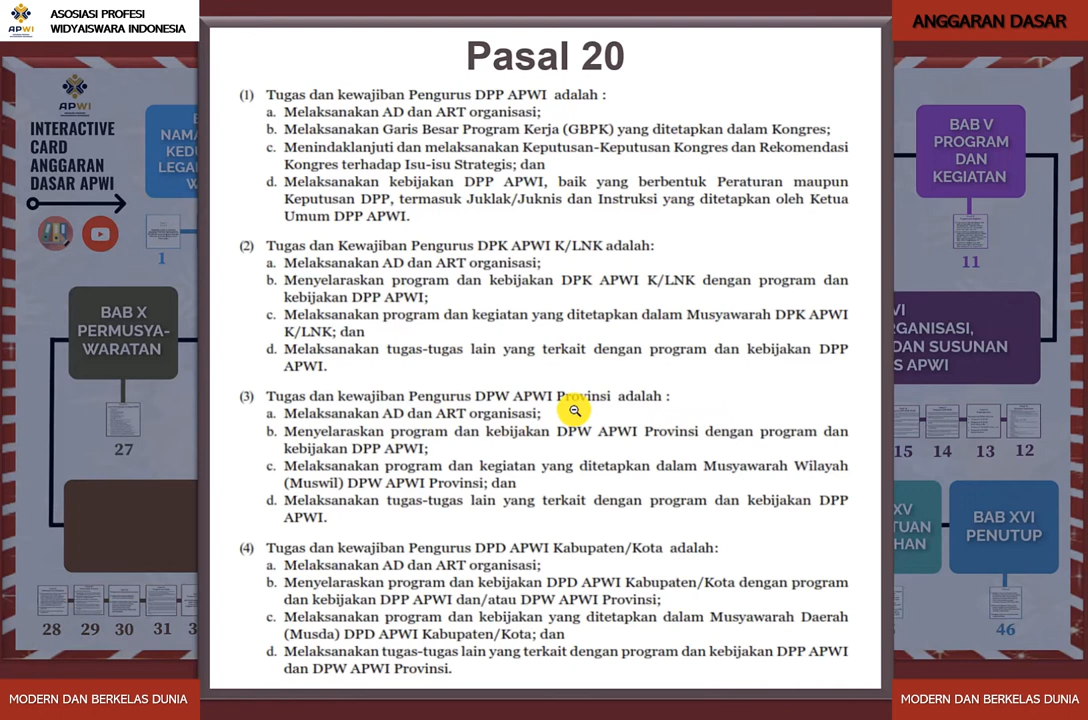 ASOSIASI PROFESI
WIDYAISWARA INDONESIA
APWI
ANGGARAN DASAR
APWI
INTERACTIVE
CARD
ANGGARAN
DASAR APWI
1
BAB X
PERMUSYA-
WARATAN
27
28 29 30 31
Pasal 20
(1) Tugas dan kewajiban Pengurus DPP APWI adalah :
a. Melaksanakan AD dan ART organisasi;
b. Melaksanakan Garis Besar Program Kerja (GBPK) yang ditetapkan dalam Kongres;
c. Menindaklanjuti dan melaksanakan Keputusan-Keputusan Kongres dan Rekomendasi
Kongres terhadap Isu-isu Strategis; dan
d. Melaksanakan kebijakan DPP APWI, baik yang berbentuk Peraturan maupun
Keputusan DPP, termasuk Juklak/Juknis dan Instruksi yang ditetapkan oleh Ketua
Umum DPP APWI.
(2) Tugas dan Kewajiban Pengurus DPK APWI K/LNK adalah:
a. Melaksanakan AD dan ART organisasi;
b. Menyelaraskan program dan kebijakan DPK APWI K/LNK dengan program dan
kebijakan DPP APWI;
c. Melaksanakan program dan kegiatan yang ditetapkan dalam Musyawarah DPK APWI
K/LNK; dan
d. Melaksanakan tugas-tugas lain yang terkait dengan program dan kebijakan DPP
APWI.
(3) Tugas dan kewajiban Pengurus DPW APWI Provinsi adalah :
a. Melaksanakan AD dan ART organisasi;
b. Menyelaraskan program dan kebijakan DPW APWI Provinsi dengan program dan
kebijakan DPP APWI;
c. Melaksanakan program dan kegiatan yang ditetapkan dalam Musyawarah Wilayah
(Muswil) DPW APWI Provinsi; dan
d. Melaksanakan tugas-tugas lain yang terkait dengan program dan kebijakan DPP
APWI.
(4) Tugas dan kewajiban Pengurus DPD APWI Kabupaten/Kota adalah:
a. Melaksanakan AD dan ART organisasi;
b. Menyelaraskan program dan kebijakan DPD APWI Kabupaten/Kota dengan program
dan kebijakan DPP APWI dan/atau DPW APWI Provinsi;
c. Melaksanakan program dan kebijakan yang ditetapkan dalam Musyawarah Daerah
(Musda) DPD APWI Kabupaten/Kota; dan
d. Melaksanakan tugas-tugas lain yang terkait dengan program dan kebijakan DPP APWI
dan DPW APWI Provinsi.
BAB V
PROGRAM
DAN
KEGIATAN
11
DAN SUSUNAN
S APWI
15 14 13 12
BAB XVI
PENUTUP
46
MODERN DAN BERKELAS DUNIA
MODERN DAN BERKELAS DUNIA